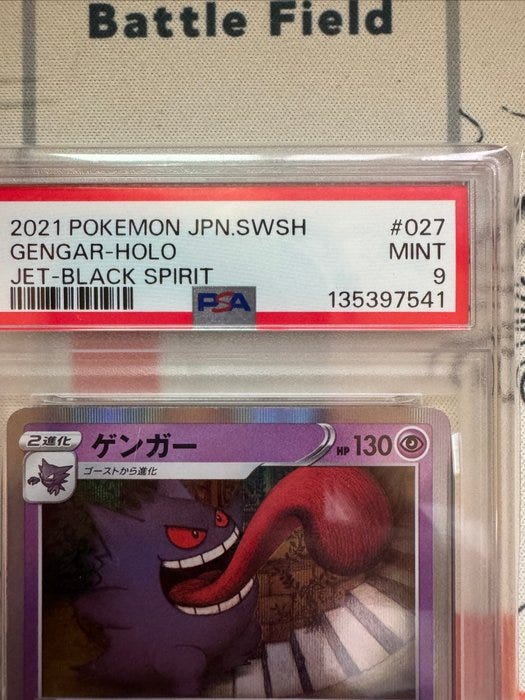 Battle Field
2021 POKEMON JPN.SWSH #027
GENGAR-HOLO MINT
JET-BLACK SPIRIT 9
PSA 135397541
2進化 ゲンガー HP 130
ゴーストから進化